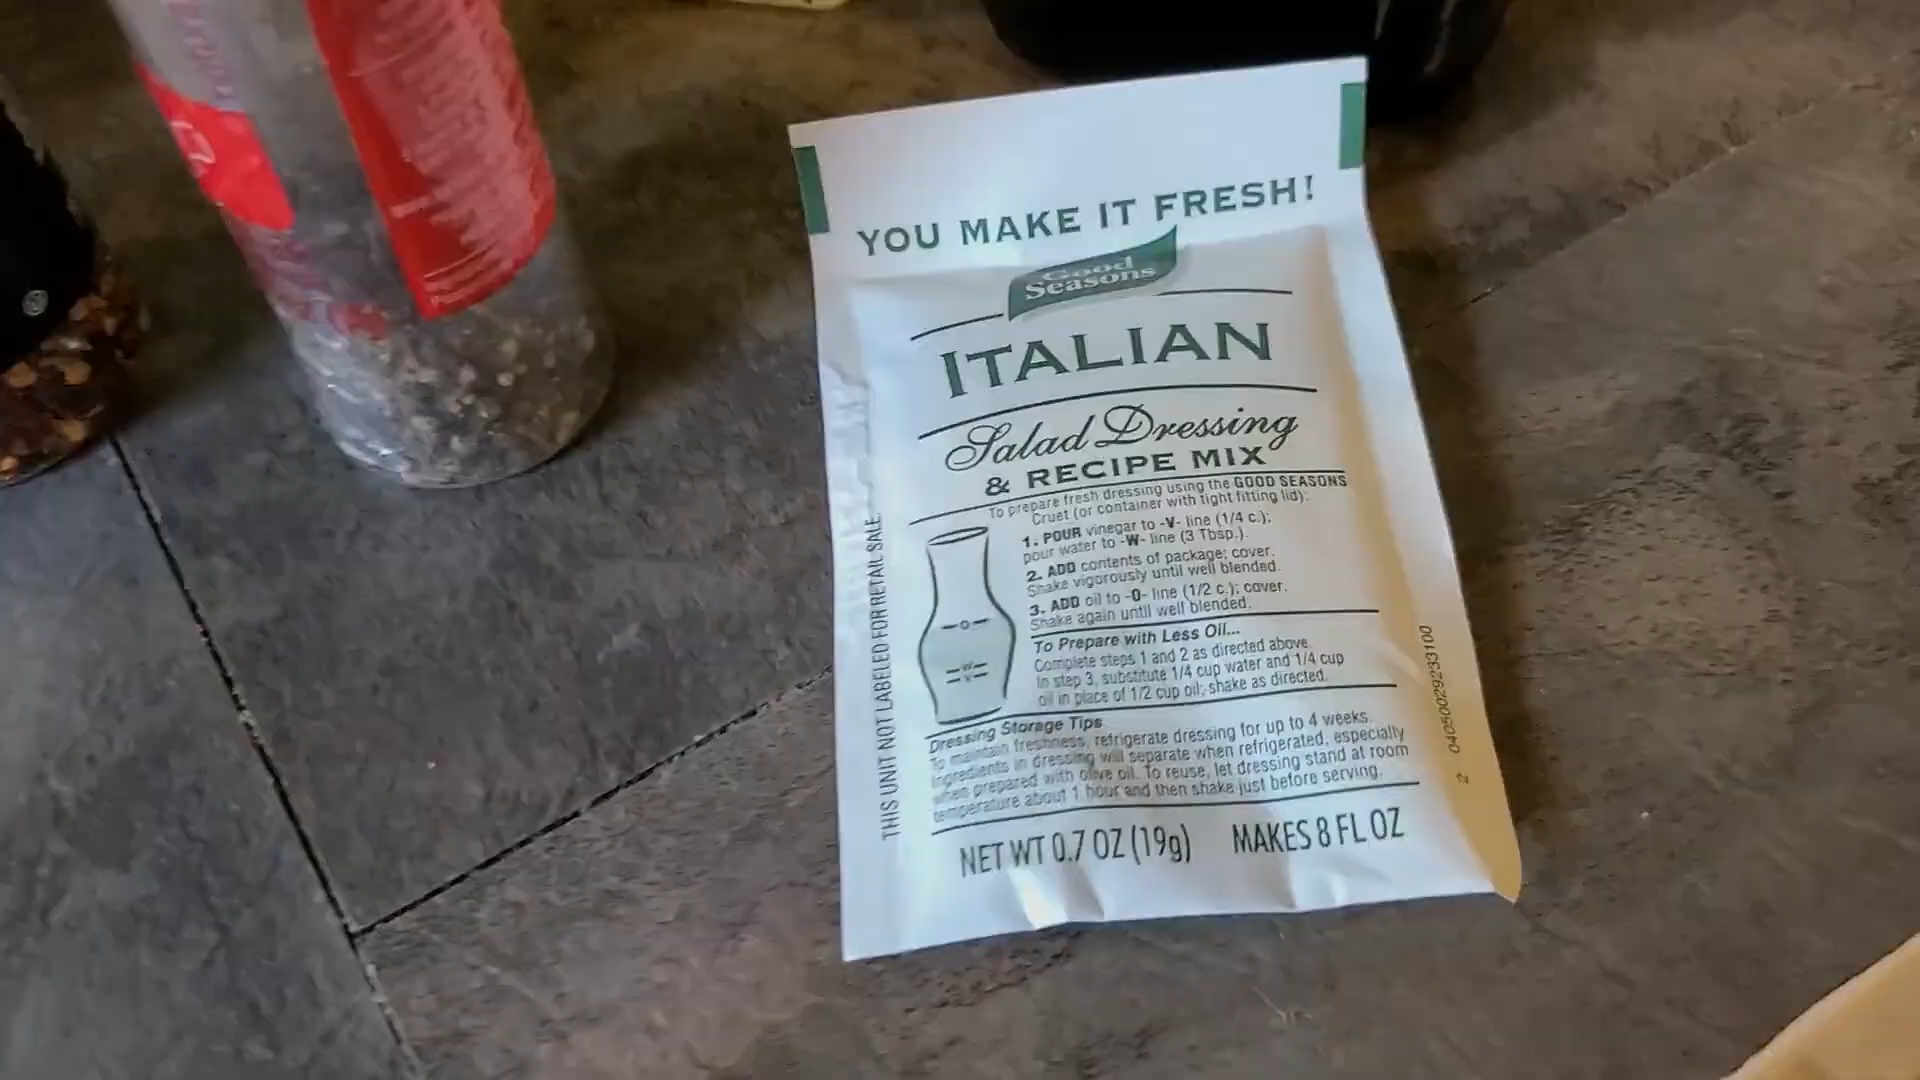 YOU MAKE IT FRESH!
Good
Seasons
ITALIAN
Salad Dressing
& RECIPE MIX
To prepare fresh dressing using the GOOD SEASONS
Cruet (or container with tight fitting lid):
1. POUR vinegar to -V- line (1/4 c.);
pour water to -W- line (3 Tbsp.).
2. ADD contents of package; cover.
Shake vigorously until well blended.
3. ADD oil to -O- line (1/2 c.); cover.
Shake again until well blended.
-O-
-W-
-V-
To Prepare with Less Oil...
Complete steps 1 and 2 as directed above.
In step 3, substitute 1/4 cup water and 1/4 cup
oil in place of 1/2 cup oil; shake as directed.
Dressing Storage Tips
To maintain freshness, refrigerate dressing for up to 4 weeks.
Ingredients in dressing will separate when refrigerated, especially
when prepared with olive oil. To reuse, let dressing stand at room
temperature about 1 hour and then shake just before serving.
NET WT 0.7 OZ (19g) MAKES 8 FL OZ
THIS UNIT NOT LABELED FOR RETAIL SALE.
2 04050029233100